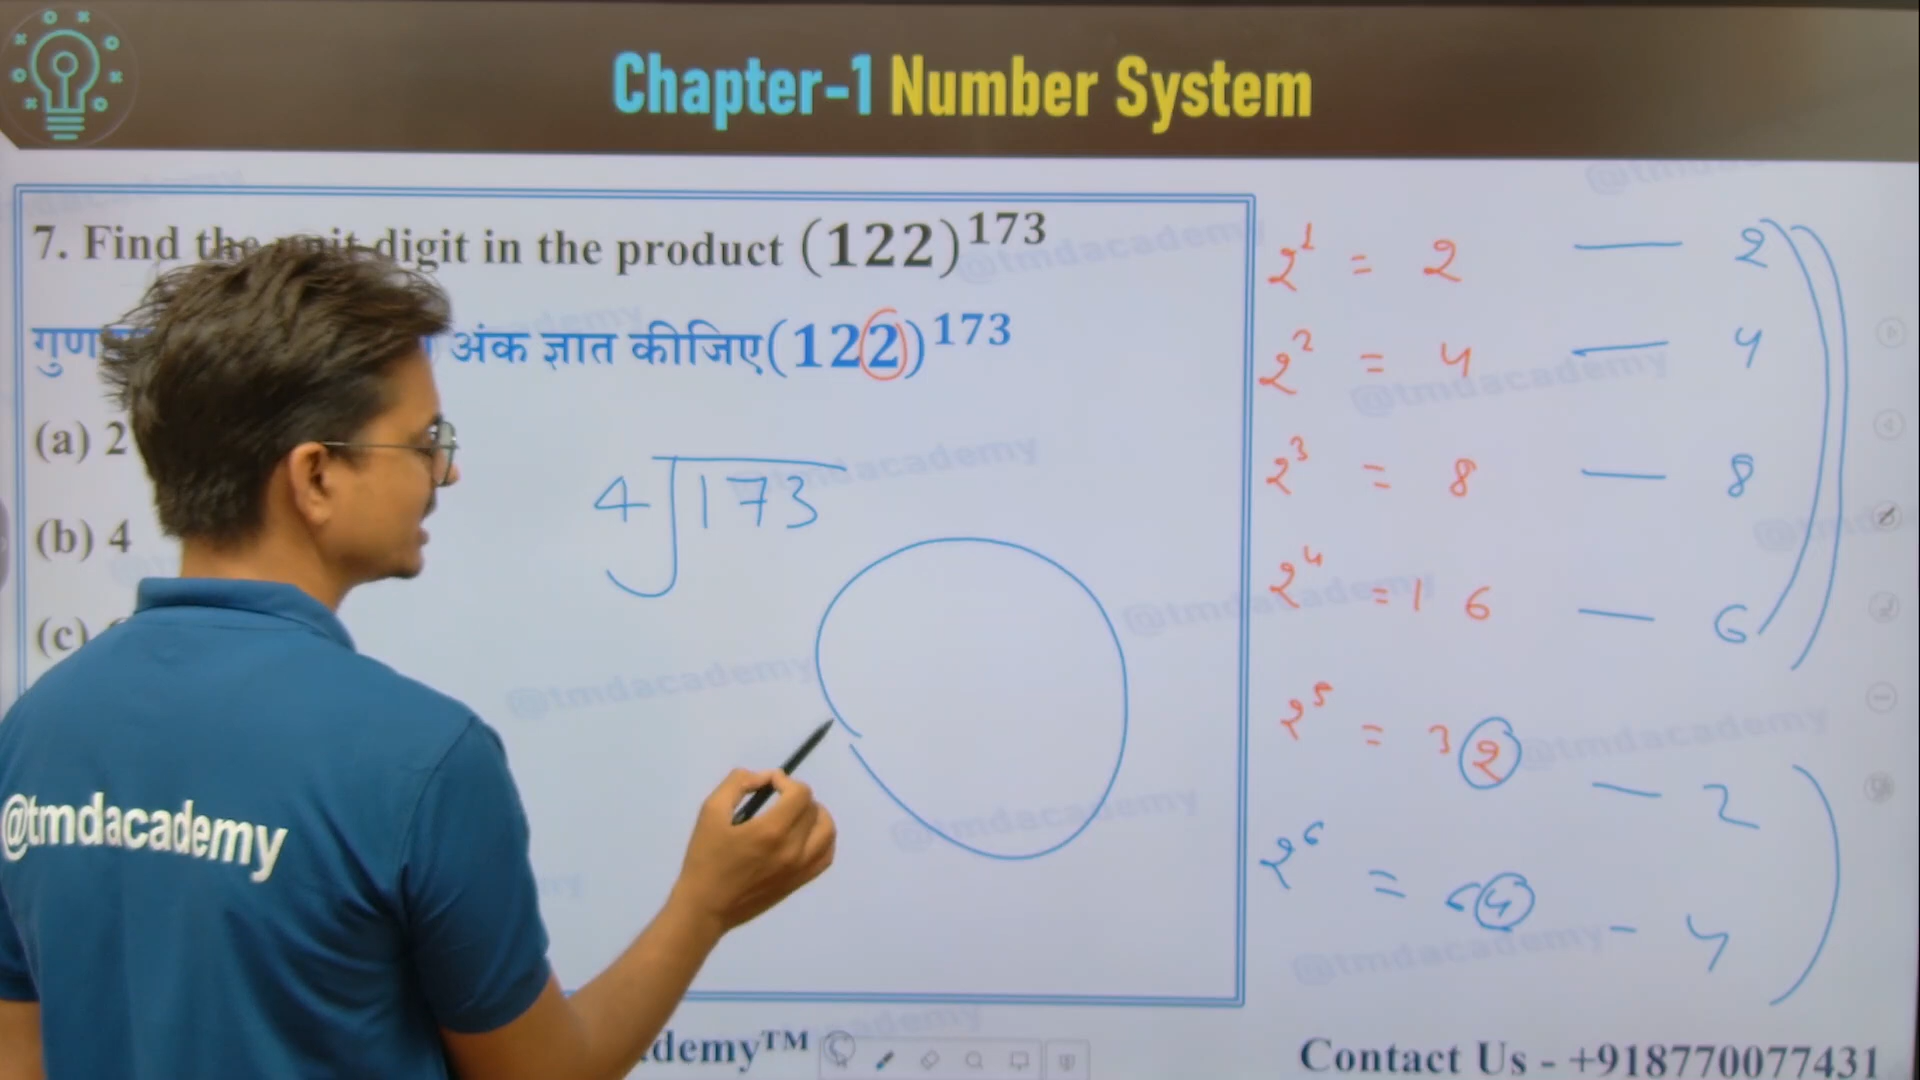 Chapter-1 Number System
7. Find the unit digit in the product (122)^173
अंक ज्ञात कीजिए(122)^173
(a) 2
(b) 4
(c)
4 173
2^1 = 2 — 2
2^2 = 4 — 4
2^3 = 8 — 8
2^4 = 16 — 6
2^5 = 32 — 2
2^6 = 64 - 4
@tmdacademy
demy™
Contact Us - +918770077431